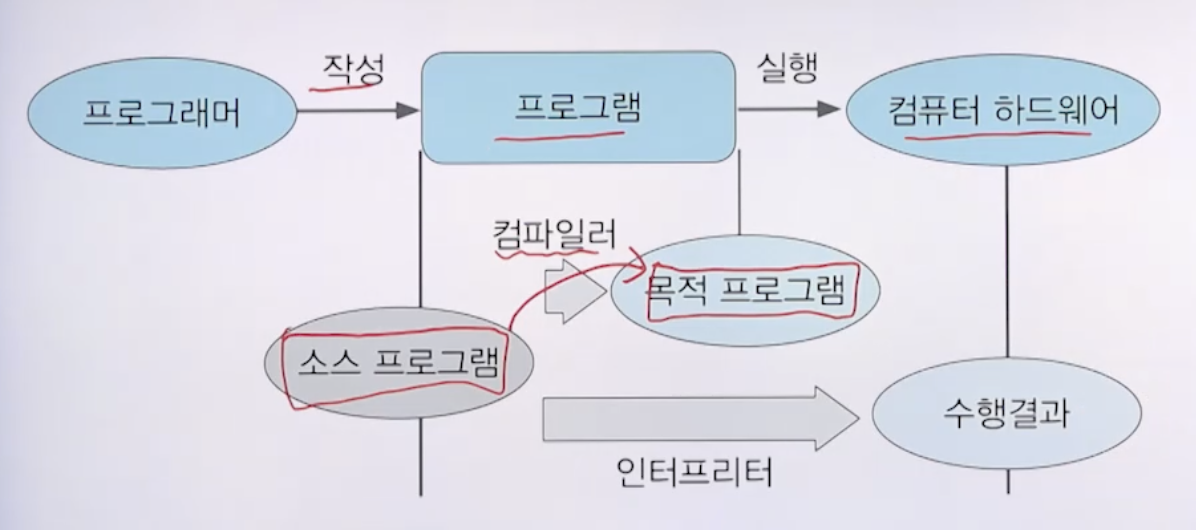 작성
실행
프로그래머
프로그램
컴퓨터 하드웨어
컴파일러
목적 프로그램
소스 프로그램
수행결과
인터프리터